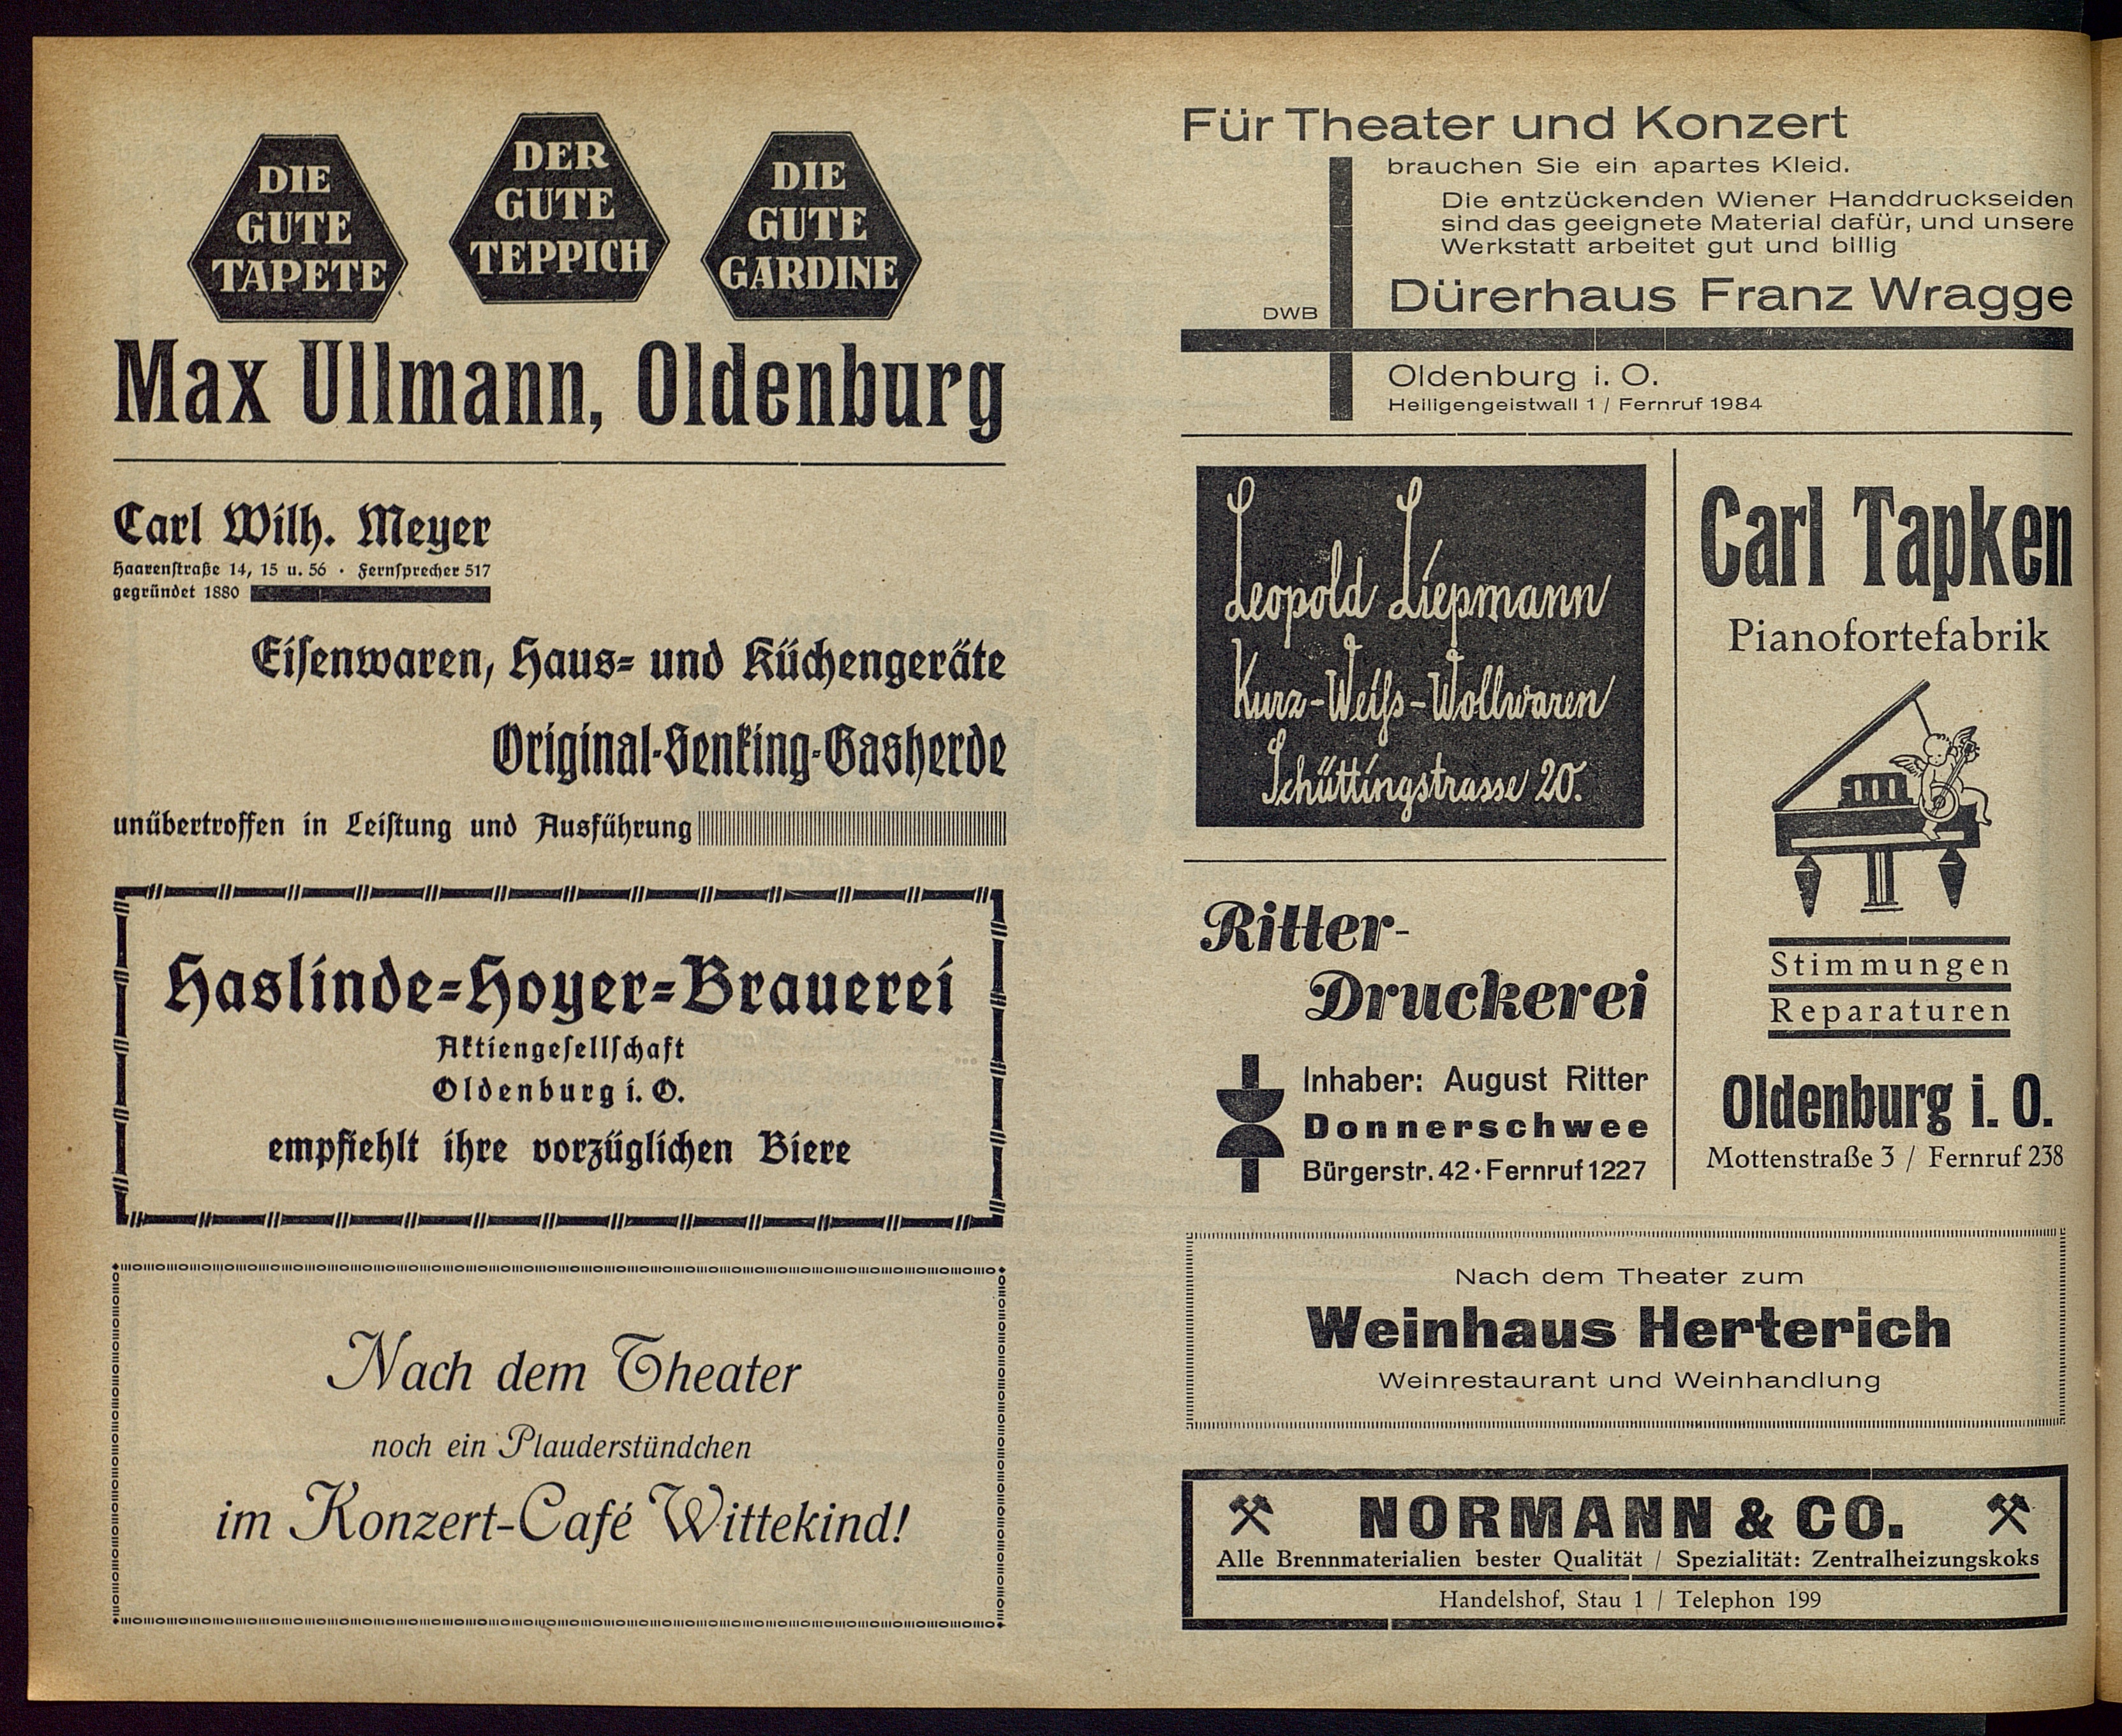 DIE
GUTE
TAPETE
DER
GUTE
TEPPICH
DIE
GUTE
GARDINE
Max Ullmann, Oldenburg
Carl Wilh. Meyer
Haarenſtraße 14, 15 u. 56 · Fernſprecher 517
gegründet 1880
Eiſenwaren, Haus- und Küchengeräte
Original-Senking-Gasherde
unübertroffen in Leiſtung und Ausführung
Haslinde-Hoyer-Brauerei
Aktiengeſellſchaft
Oldenburg i. O.
empfiehlt ihre vorzüglichen Biere
Nach dem Theater
noch ein Plauderstündchen
im Konzert-Café Wittekind!
Für Theater und Konzert
brauchen Sie ein apartes Kleid.
Die entzückenden Wiener Handdruckseiden
sind das geeignete Material dafür, und unsere
Werkstatt arbeitet gut und billig
DWB
Dürerhaus Franz Wragge
Oldenburg i. O.
Heiligengeistwall 1 / Fernruf 1984
Leopold Liepmann
Kurz-Weiß-Wollwaren
Schüttingstrasse 20.
Ritter-
Druckerei
Inhaber: August Ritter
Donnerschwee
Bürgerstr. 42 · Fernruf 1227
Carl Tapken
Pianofortefabrik
Stimmungen
Reparaturen
Oldenburg i. O.
Mottenstraße 3 / Fernruf 238
Nach dem Theater zum
Weinhaus Herterich
Weinrestaurant und Weinhandlung
NORMANN & CO.
Alle Brennmaterialien bester Qualität / Spezialität: Zentralheizungskoks
Handelshof, Stau 1 / Telephon 199